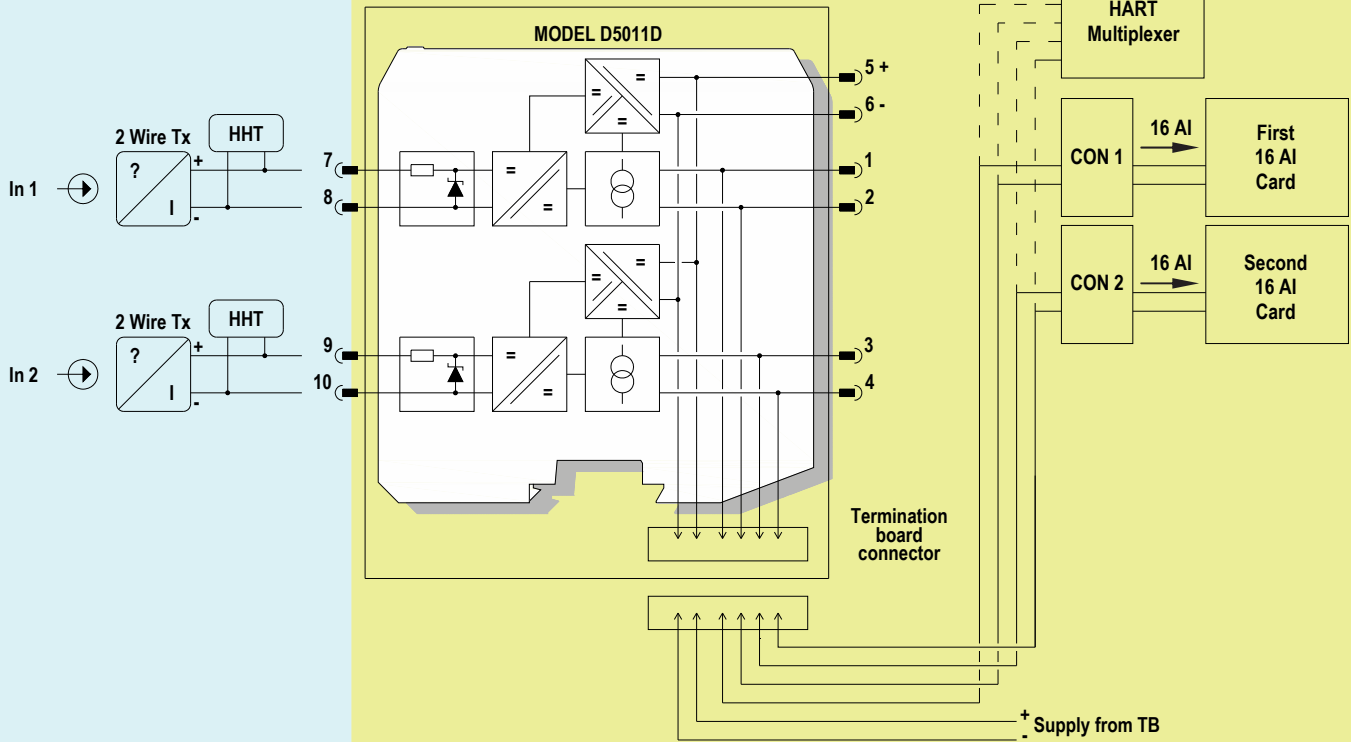 HART
Multiplexer
MODEL D5011D
5 +
6 -
=
=
=
2 Wire Tx
HHT
In 1
?
I
+
-
7
8
=
=
1
2
CON 1
16 AI
First
16 AI
Card
=
=
=
2 Wire Tx
HHT
In 2
?
I
+
-
9
10
=
=
3
4
CON 2
16 AI
Second
16 AI
Card
Termination
board
connector
+
-
Supply from TB